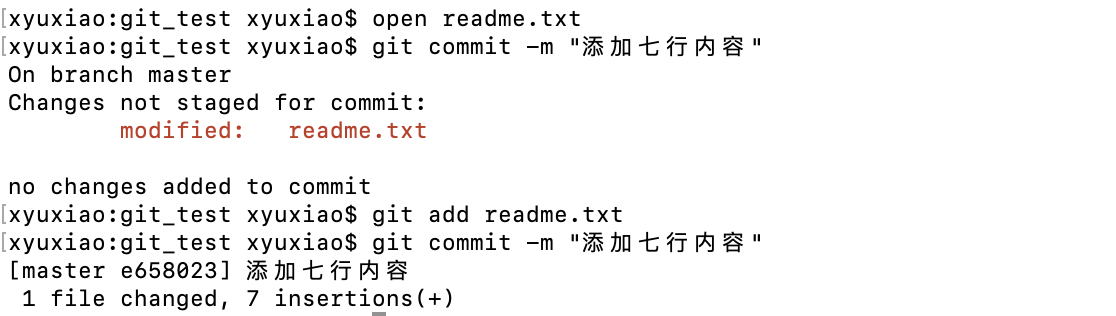 [xyuxiao:git_test xyuxiao$ open readme.txt
[xyuxiao:git_test xyuxiao$ git commit -m "添加七行内容"
On branch master
Changes not staged for commit:
        modified:   readme.txt

no changes added to commit
[xyuxiao:git_test xyuxiao$ git add readme.txt
[xyuxiao:git_test xyuxiao$ git commit -m "添加七行内容"
[master e658023] 添加七行内容
 1 file changed, 7 insertions(+)